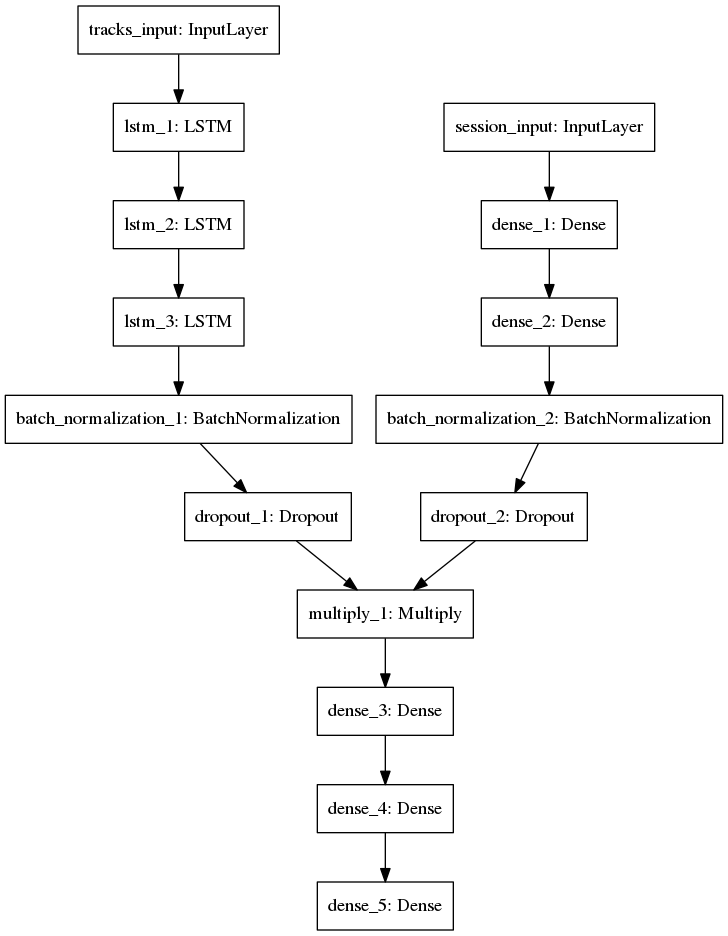 tracks_input: InputLayer
lstm_1: LSTM
session_input: InputLayer
lstm_2: LSTM
dense_1: Dense
lstm_3: LSTM
dense_2: Dense
batch_normalization_1: BatchNormalization
batch_normalization_2: BatchNormalization
dropout_1: Dropout
dropout_2: Dropout
multiply_1: Multiply
dense_3: Dense
dense_4: Dense
dense_5: Dense